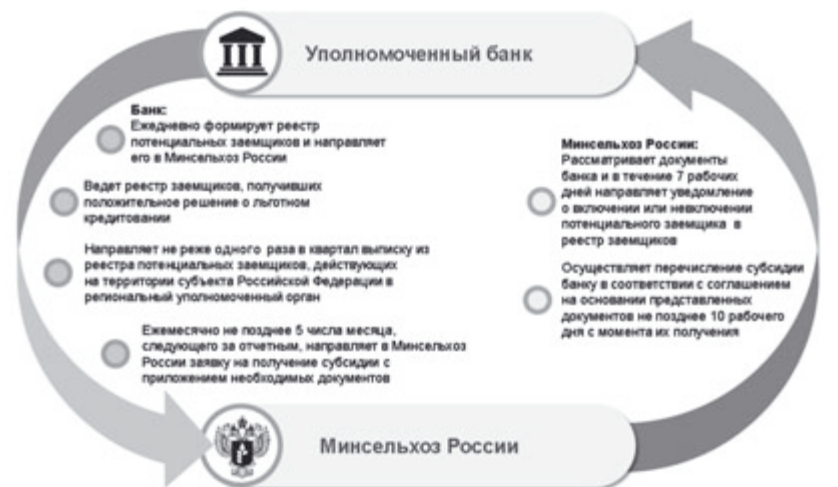 Уполномоченный банк
Банк:
Ежедневно формирует реестр
потенциальных заемщиков и направляет
его в Минсельхоз России
Ведет реестр заемщиков, получивших
положительное решение о льготном
кредитовании
Направляет не реже одного раза в квартал выписку из
реестра потенциальных заемщиков, действующих
на территории субъекта Российской Федерации в
региональный уполномоченный орган
Ежемесячно не позднее 5 числа месяца,
следующего за отчетным, направляет в Минсельхоз
России заявку на получение субсидии с
приложением необходимых документов
Минсельхоз России:
Рассматривает документы
банка и в течение 7 рабочих
дней направляет уведомление
о включении или невключении
потенциального заемщика в
реестр заемщиков
Осуществляет перечисление субсидии
банку в соответствии с соглашением
на основании представленных
документов не позднее 10 рабочего
дня с момента их получения
Минсельхоз России